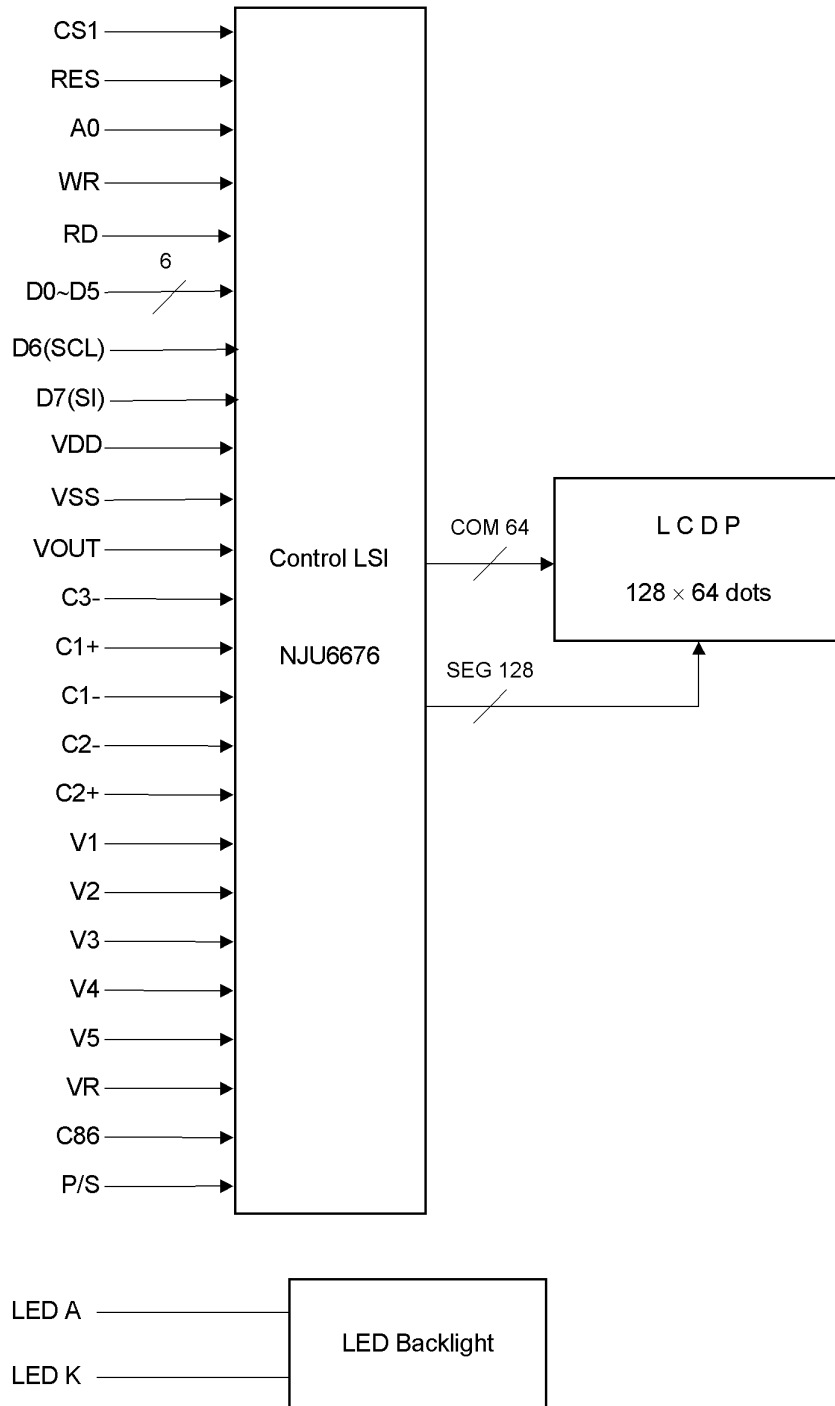 CS1
RES
A0
WR
RD
6
D0~D5
D6(SCL)
D7(SI)
VDD
VSS
VOUT
C3-
C1+
C1-
C2-
C2+
V1
V2
V3
V4
V5
VR
C86
P/S
Control LSI
NJU6676
COM 64
SEG 128
L C D P
128 × 64 dots
LED A
LED K
LED Backlight